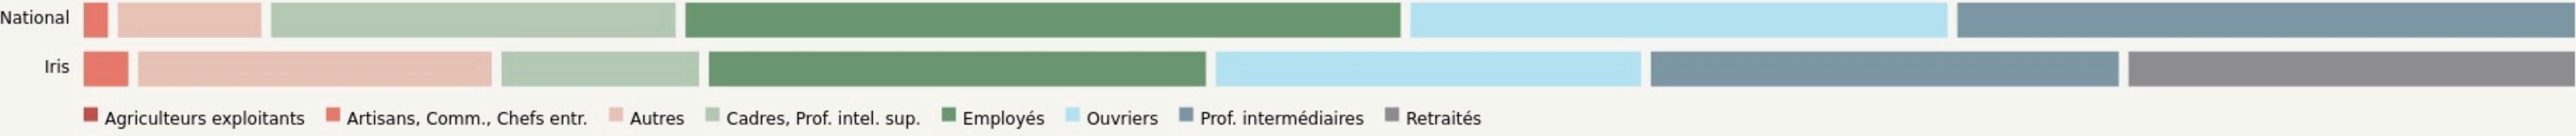 National
Iris
Agriculteurs exploitants Artisans, Comm., Chefs entr. Autres Cadres, Prof. intel. sup. Employés Ouvriers Prof. intermédiaires Retraités